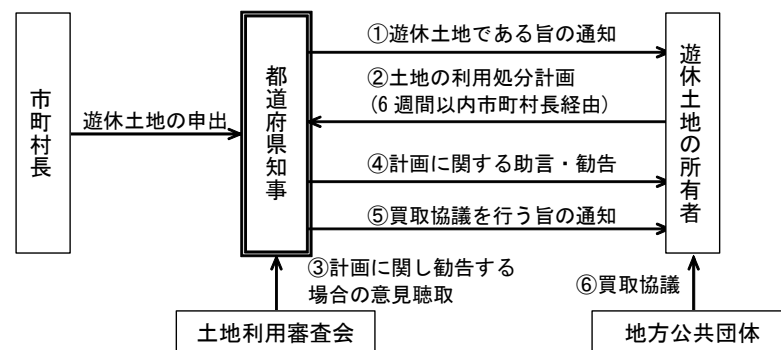 市町村長
遊休土地の申出
都道府県知事
①遊休土地である旨の通知
②土地の利用処分計画
(6 週間以内市町村長経由)
④計画に関する助言・勧告
⑤買取協議を行う旨の通知
遊休土地の所有者
③計画に関し勧告する
場合の意見聴取
⑥買取協議
土地利用審査会
地方公共団体